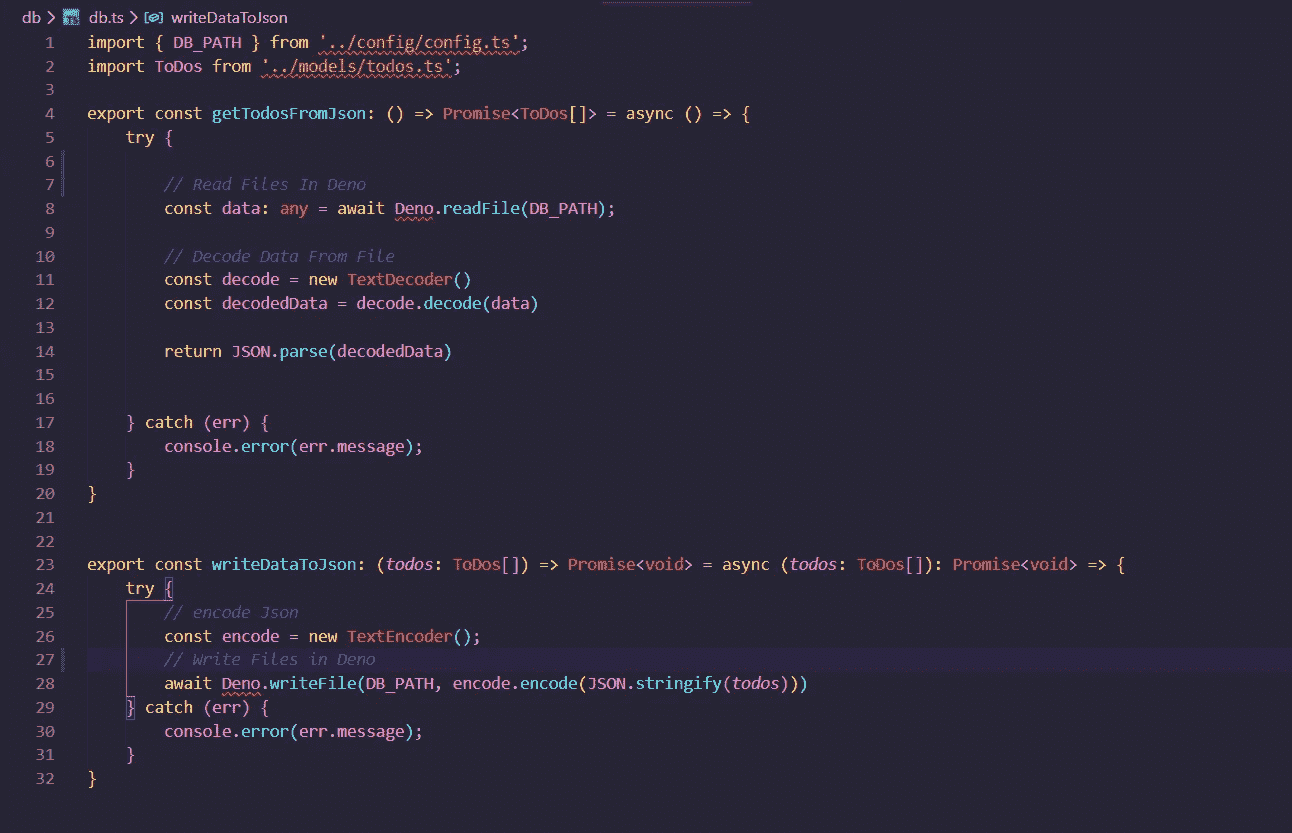 db > db.ts > writeDataToJson
1 import { DB_PATH } from '../config/config.ts';
2 import ToDos from '../models/todos.ts';
3
4 export const getTodosFromJson: () => Promise<ToDos[]> = async () => {
5 try {
6
7 // Read Files In Deno
8 const data: any = await Deno.readFile(DB_PATH);
9
10 // Decode Data From File
11 const decode = new TextDecoder()
12 const decodedData = decode.decode(data)
13
14 return JSON.parse(decodedData)
15
16
17 } catch (err) {
18 console.error(err.message);
19 }
20 }
21
22
23 export const writeDataToJson: (todos: ToDos[]) => Promise<void> = async (todos: ToDos[]): Promise<void> => {
24 try {
25 // encode Json
26 const encode = new TextEncoder();
27 // Write Files in Deno
28 await Deno.writeFile(DB_PATH, encode.encode(JSON.stringify(todos)))
29 } catch (err) {
30 console.error(err.message);
31 }
32 }